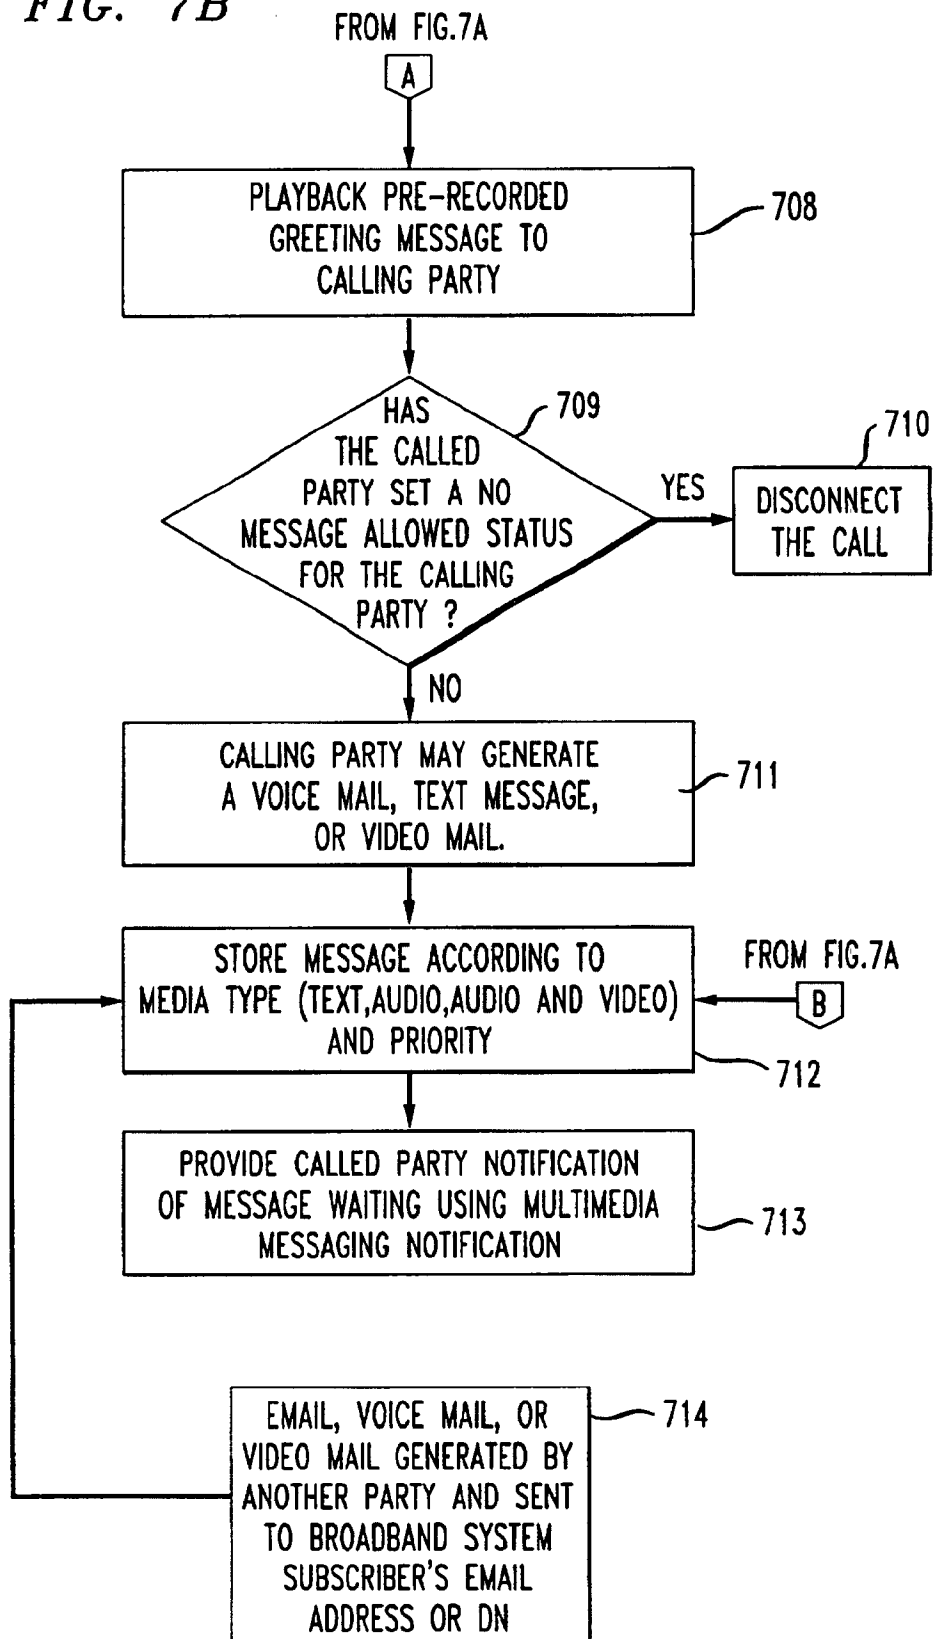 FIG. 7B
FROM FIG.7A
A
PLAYBACK PRE-RECORDED
GREETING MESSAGE TO
CALLING PARTY
708
HAS
THE CALLED
PARTY SET A NO
MESSAGE ALLOWED STATUS
FOR THE CALLING
PARTY ?
709
YES
710
DISCONNECT
THE CALL
NO
CALLING PARTY MAY GENERATE
A VOICE MAIL, TEXT MESSAGE,
OR VIDEO MAIL.
711
STORE MESSAGE ACCORDING TO
MEDIA TYPE (TEXT,AUDIO,AUDIO AND VIDEO)
AND PRIORITY
FROM FIG.7A
B
712
PROVIDE CALLED PARTY NOTIFICATION
OF MESSAGE WAITING USING MULTIMEDIA
MESSAGING NOTIFICATION
713
EMAIL, VOICE MAIL, OR
VIDEO MAIL GENERATED BY
ANOTHER PARTY AND SENT
TO BROADBAND SYSTEM
SUBSCRIBER'S EMAIL
ADDRESS OR DN
714